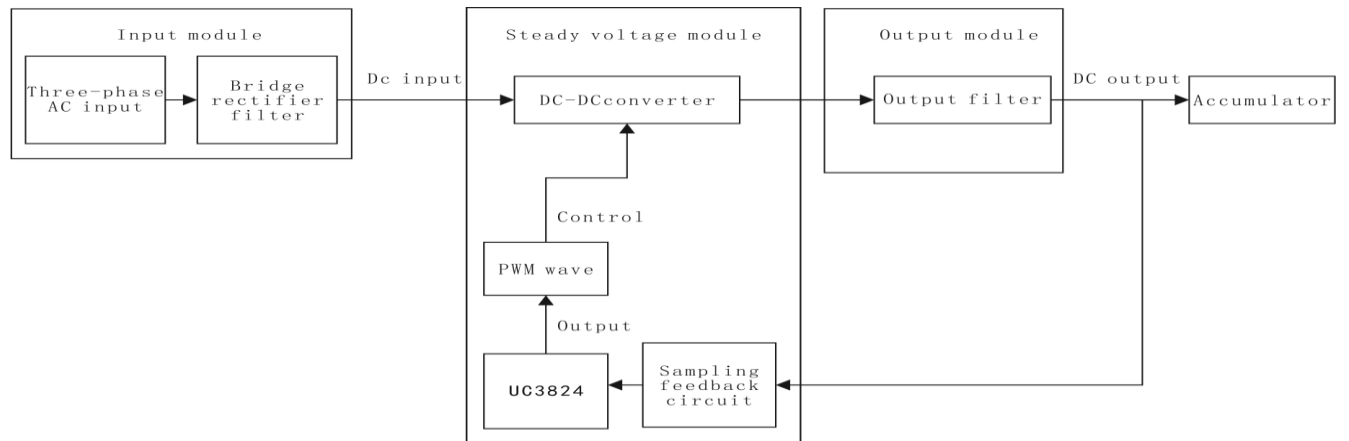 Input module
Three-phase
AC input
Bridge
rectifier
filter
Dc input
Steady voltage module
DC-DCconverter
Control
PWM wave
Output
UC3824
Sampling
feedback
circuit
Output module
Output filter
DC output
Accumulator